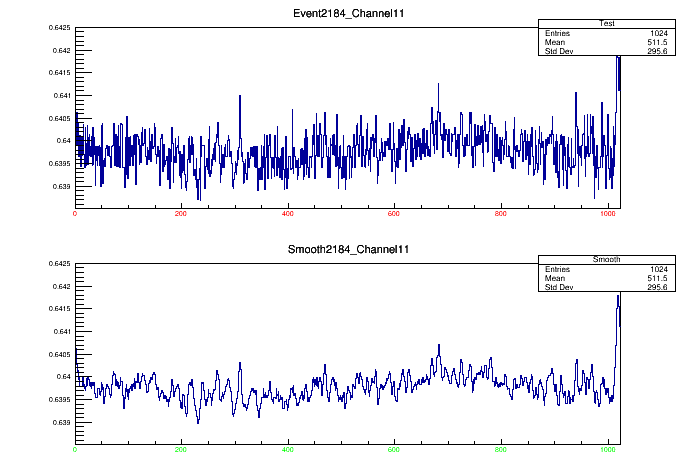 Event2184_Channel11
Test
Entries 1024
Mean 511.5
Std Dev 295.6
0.6425
0.642
0.6415
0.641
0.6405
0.64
0.6395
0.639
0 200 400 600 800 1000
Smooth2184_Channel11
Smooth
Entries 1024
Mean 511.5
Std Dev 295.6
0.6425
0.642
0.6415
0.641
0.6405
0.64
0.6395
0.639
0 200 400 600 800 1000